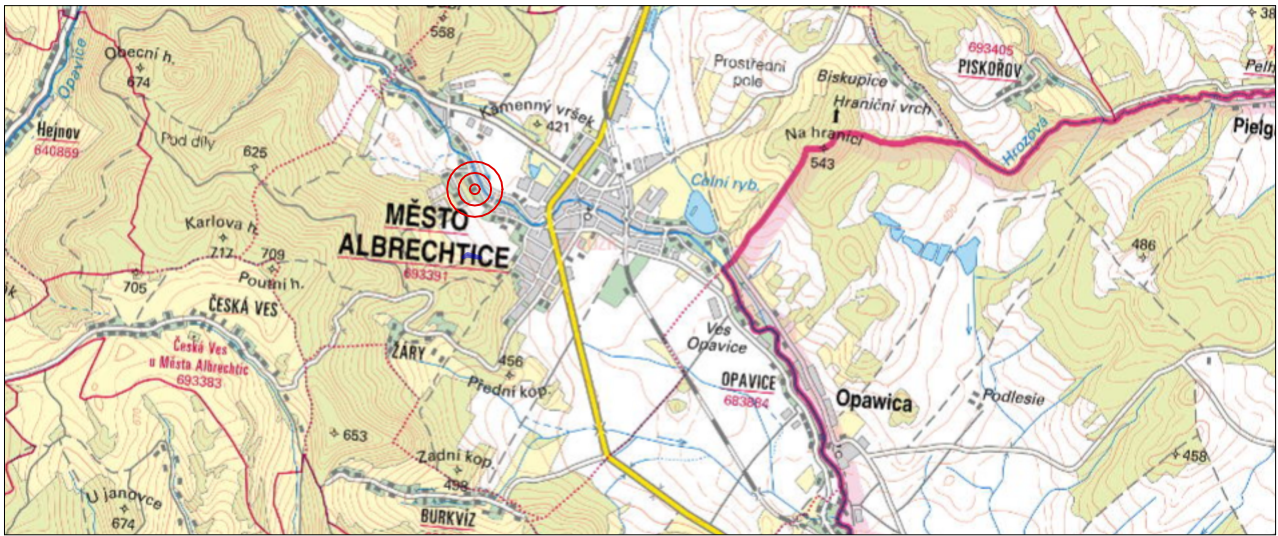 558
Opavice
Obecní h.
674
Prostřední
pole
693405
PISKOŘOV
Biskupice
Hraniční vrch
Hejnov
640859
Pod díly
625
Kamenný vršek
421
Na hranici
543
Hrozová
Celní ryb.
MĚSTO
ALBRECHTICE
693391
Karlova h.
717
709
Poutní h.
705
ČESKÁ VES
Česká Ves
u Města Albrechtic
693383
ŽÁRY
456
Přední kop.
486
Ves
Opavice
OPAVICE
683884
Opawica
Podlesie
653
Zadní kop.
498
BURKVÍZ
458
U janovce
674